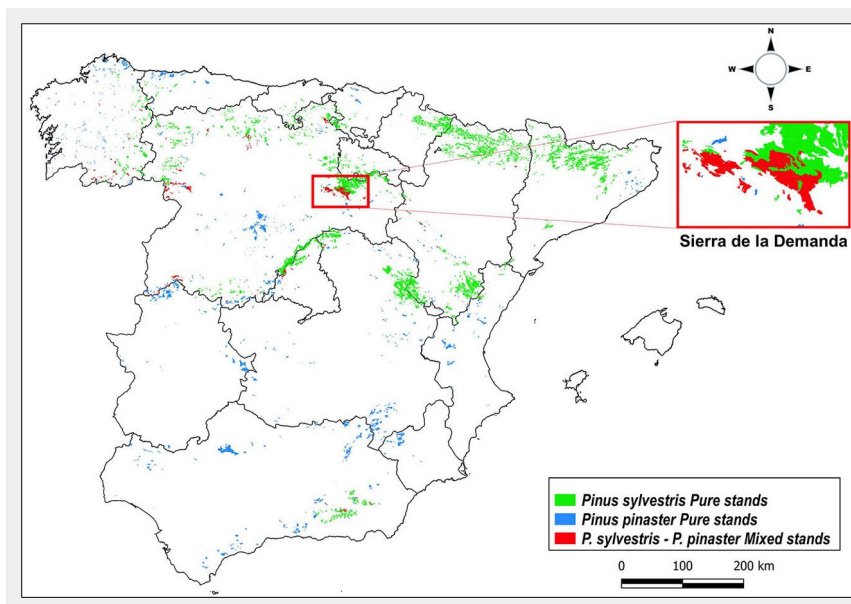 N
W E
S
Sierra de la Demanda
Pinus sylvestris Pure stands
Pinus pinaster Pure stands
P. sylvestris - P. pinaster Mixed stands
0 100 200 km